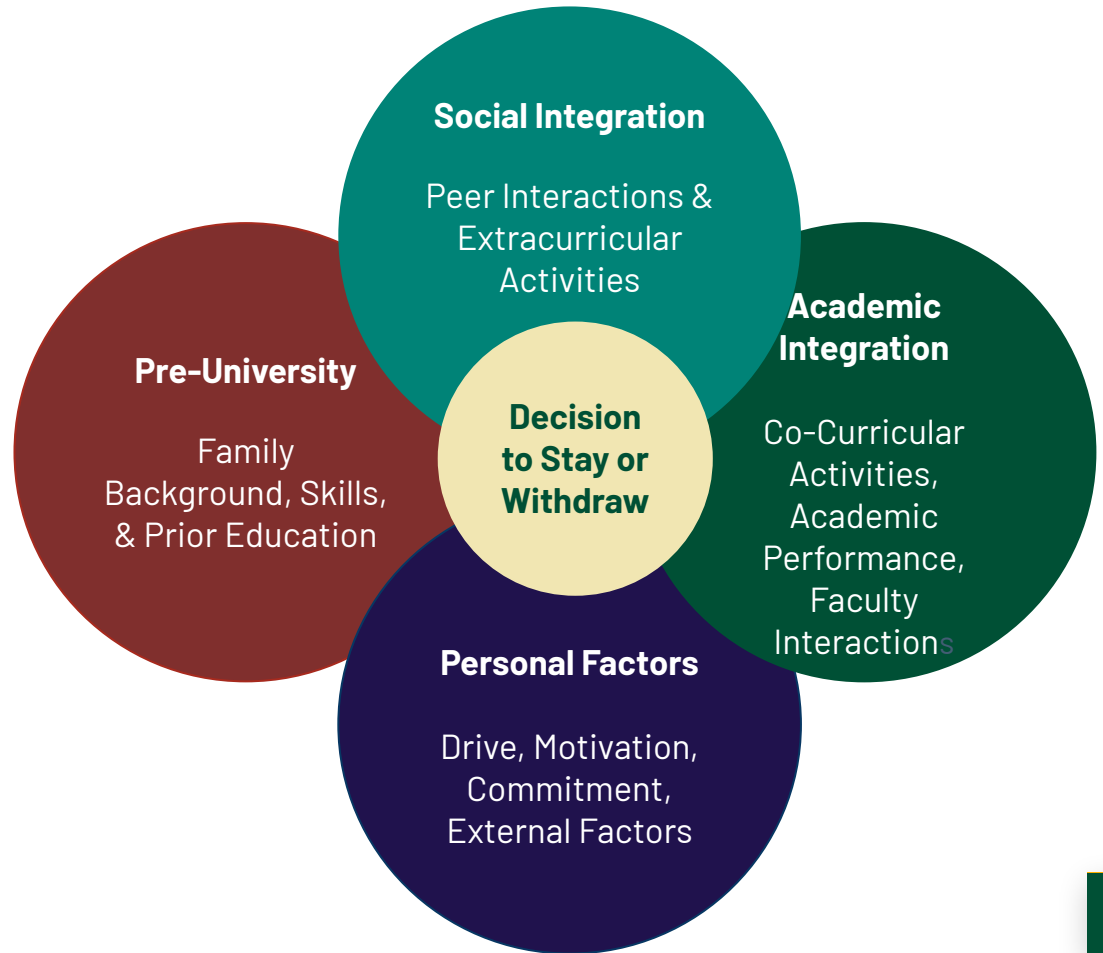 Social Integration
Peer Interactions &
Extracurricular
Activities
Pre-University
Family
Background, Skills,
& Prior Education
Decision
to Stay or
Withdraw
Academic
Integration
Co-Curricular
Activities,
Academic
Performance,
Faculty
Interactions
Personal Factors
Drive, Motivation,
Commitment,
External Factors